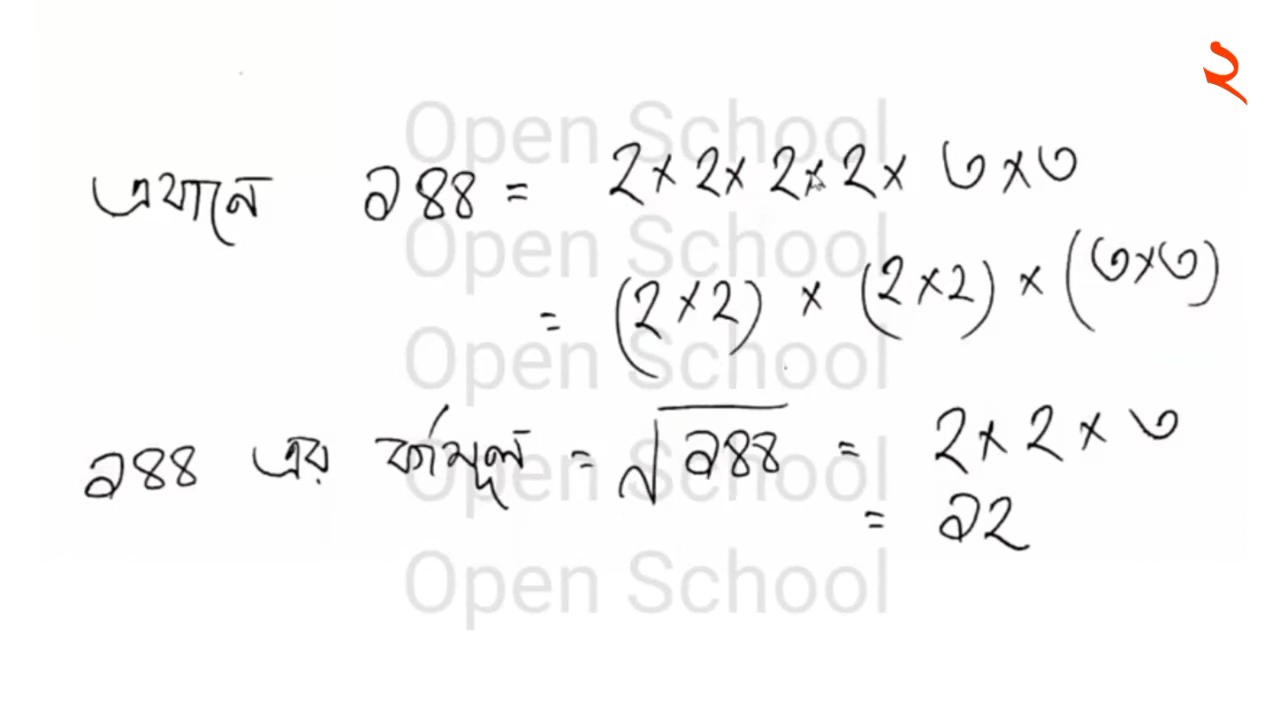 ২
Open School
এখানে ১৪৪ = ২ × ২ × ২ × ২ × ৩ × ৩
Open School
= (২ × ২) × (২ × ২) × (৩ × ৩)
Open School
১৪৪ এর বর্গমূল = √১৪৪ = ২ × ২ × ৩
Open School
= ১২
Open School